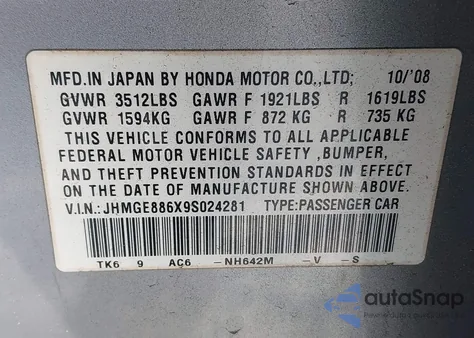 MFD.IN JAPAN BY HONDA MOTOR CO.,LTD; 10/'08
GVWR 3512LBS GAWR F 1921LBS R 1619LBS
GVWR 1594KG GAWR F 872 KG R 735 KG
THIS VEHICLE CONFORMS TO ALL APPLICABLE
FEDERAL MOTOR VEHICLE SAFETY ,BUMPER,
AND THEFT PREVENTION STANDARDS IN EFFECT
ON THE DATE OF MANUFACTURE SHOWN ABOVE.
V.I.N.: JHMGE886X9S024281 TYPE:PASSENGER CAR
TK6 9 AC6 -NH642M -V -S
autoSnap